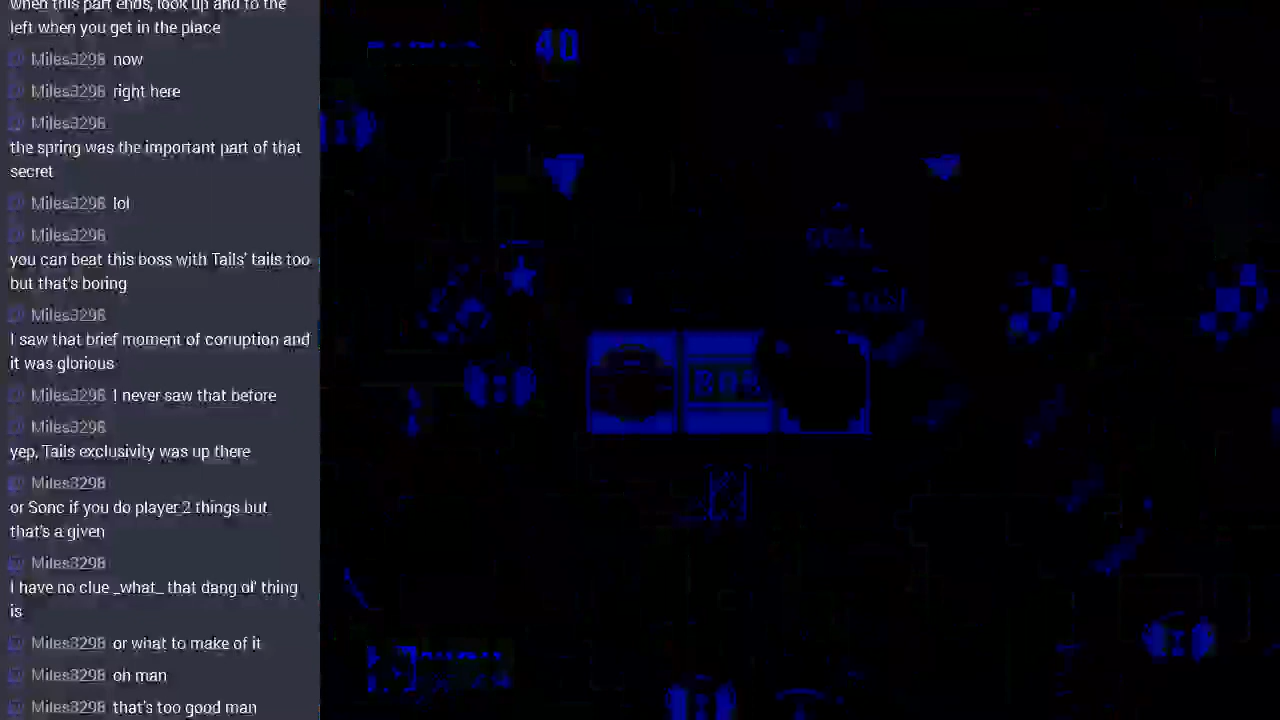 when this part ends, look up and to the
left when you get in the place
Miles3298 now
Miles3298 right here
Miles3298
the spring was the important part of that
secret
Miles3298 lol
Miles3298
you can beat this boss with Tails' tails too
but that's boring
Miles3298
I saw that brief moment of corruption and
it was glorious
Miles3298 I never saw that before
Miles3298
yep, Tails exclusivity was up there
Miles3298
or Sonc if you do player 2 things but
that's a given
Miles3298
I have no clue _what_ that dang ol' thing
is
Miles3298 or what to make of it
Miles3298 oh man
Miles3298 that's too good man
40